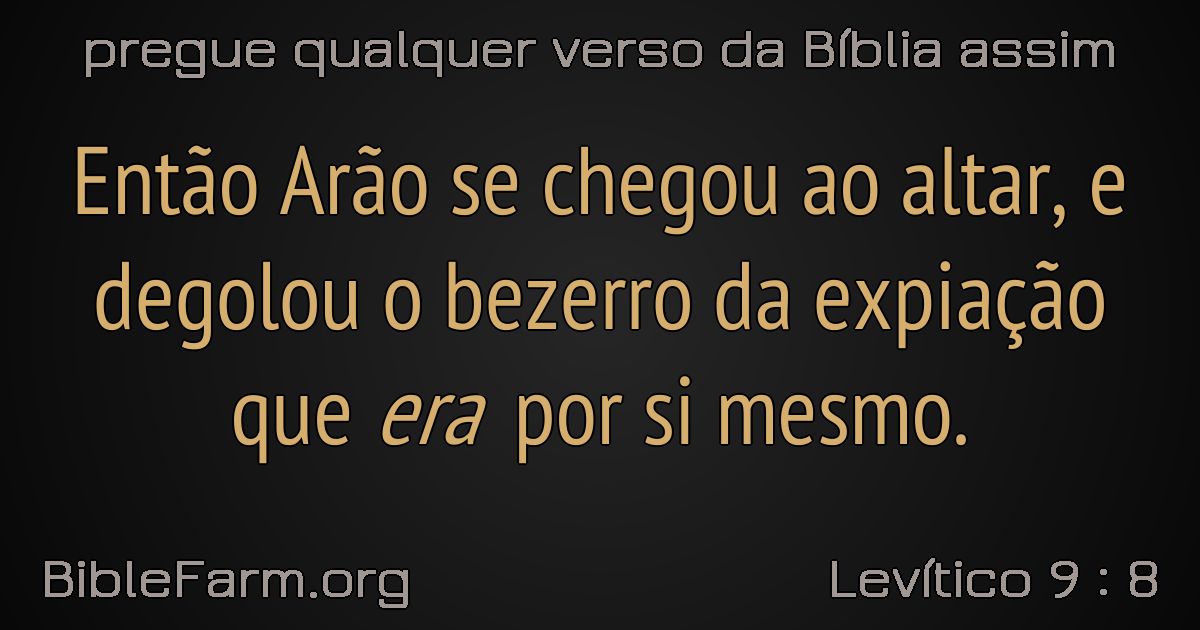 pregue qualquer verso da Bíblia assim
Então Arão se chegou ao altar, e
degolou o bezerro da expiação
que era por si mesmo.
BibleFarm.org
Levítico 9 : 8